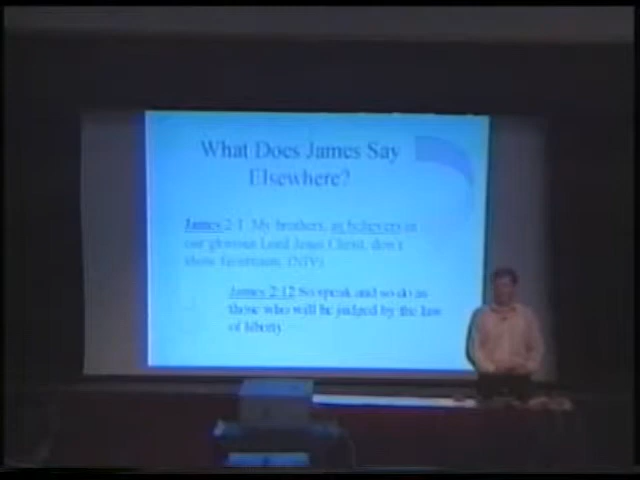 What Does James Say
Elsewhere?
James 2:1 My brothers, as believers in
our glorious Lord Jesus Christ, don't
show favoritism. (NIV)
James 2:12 So speak and so do as
those who will be judged by the law
of liberty